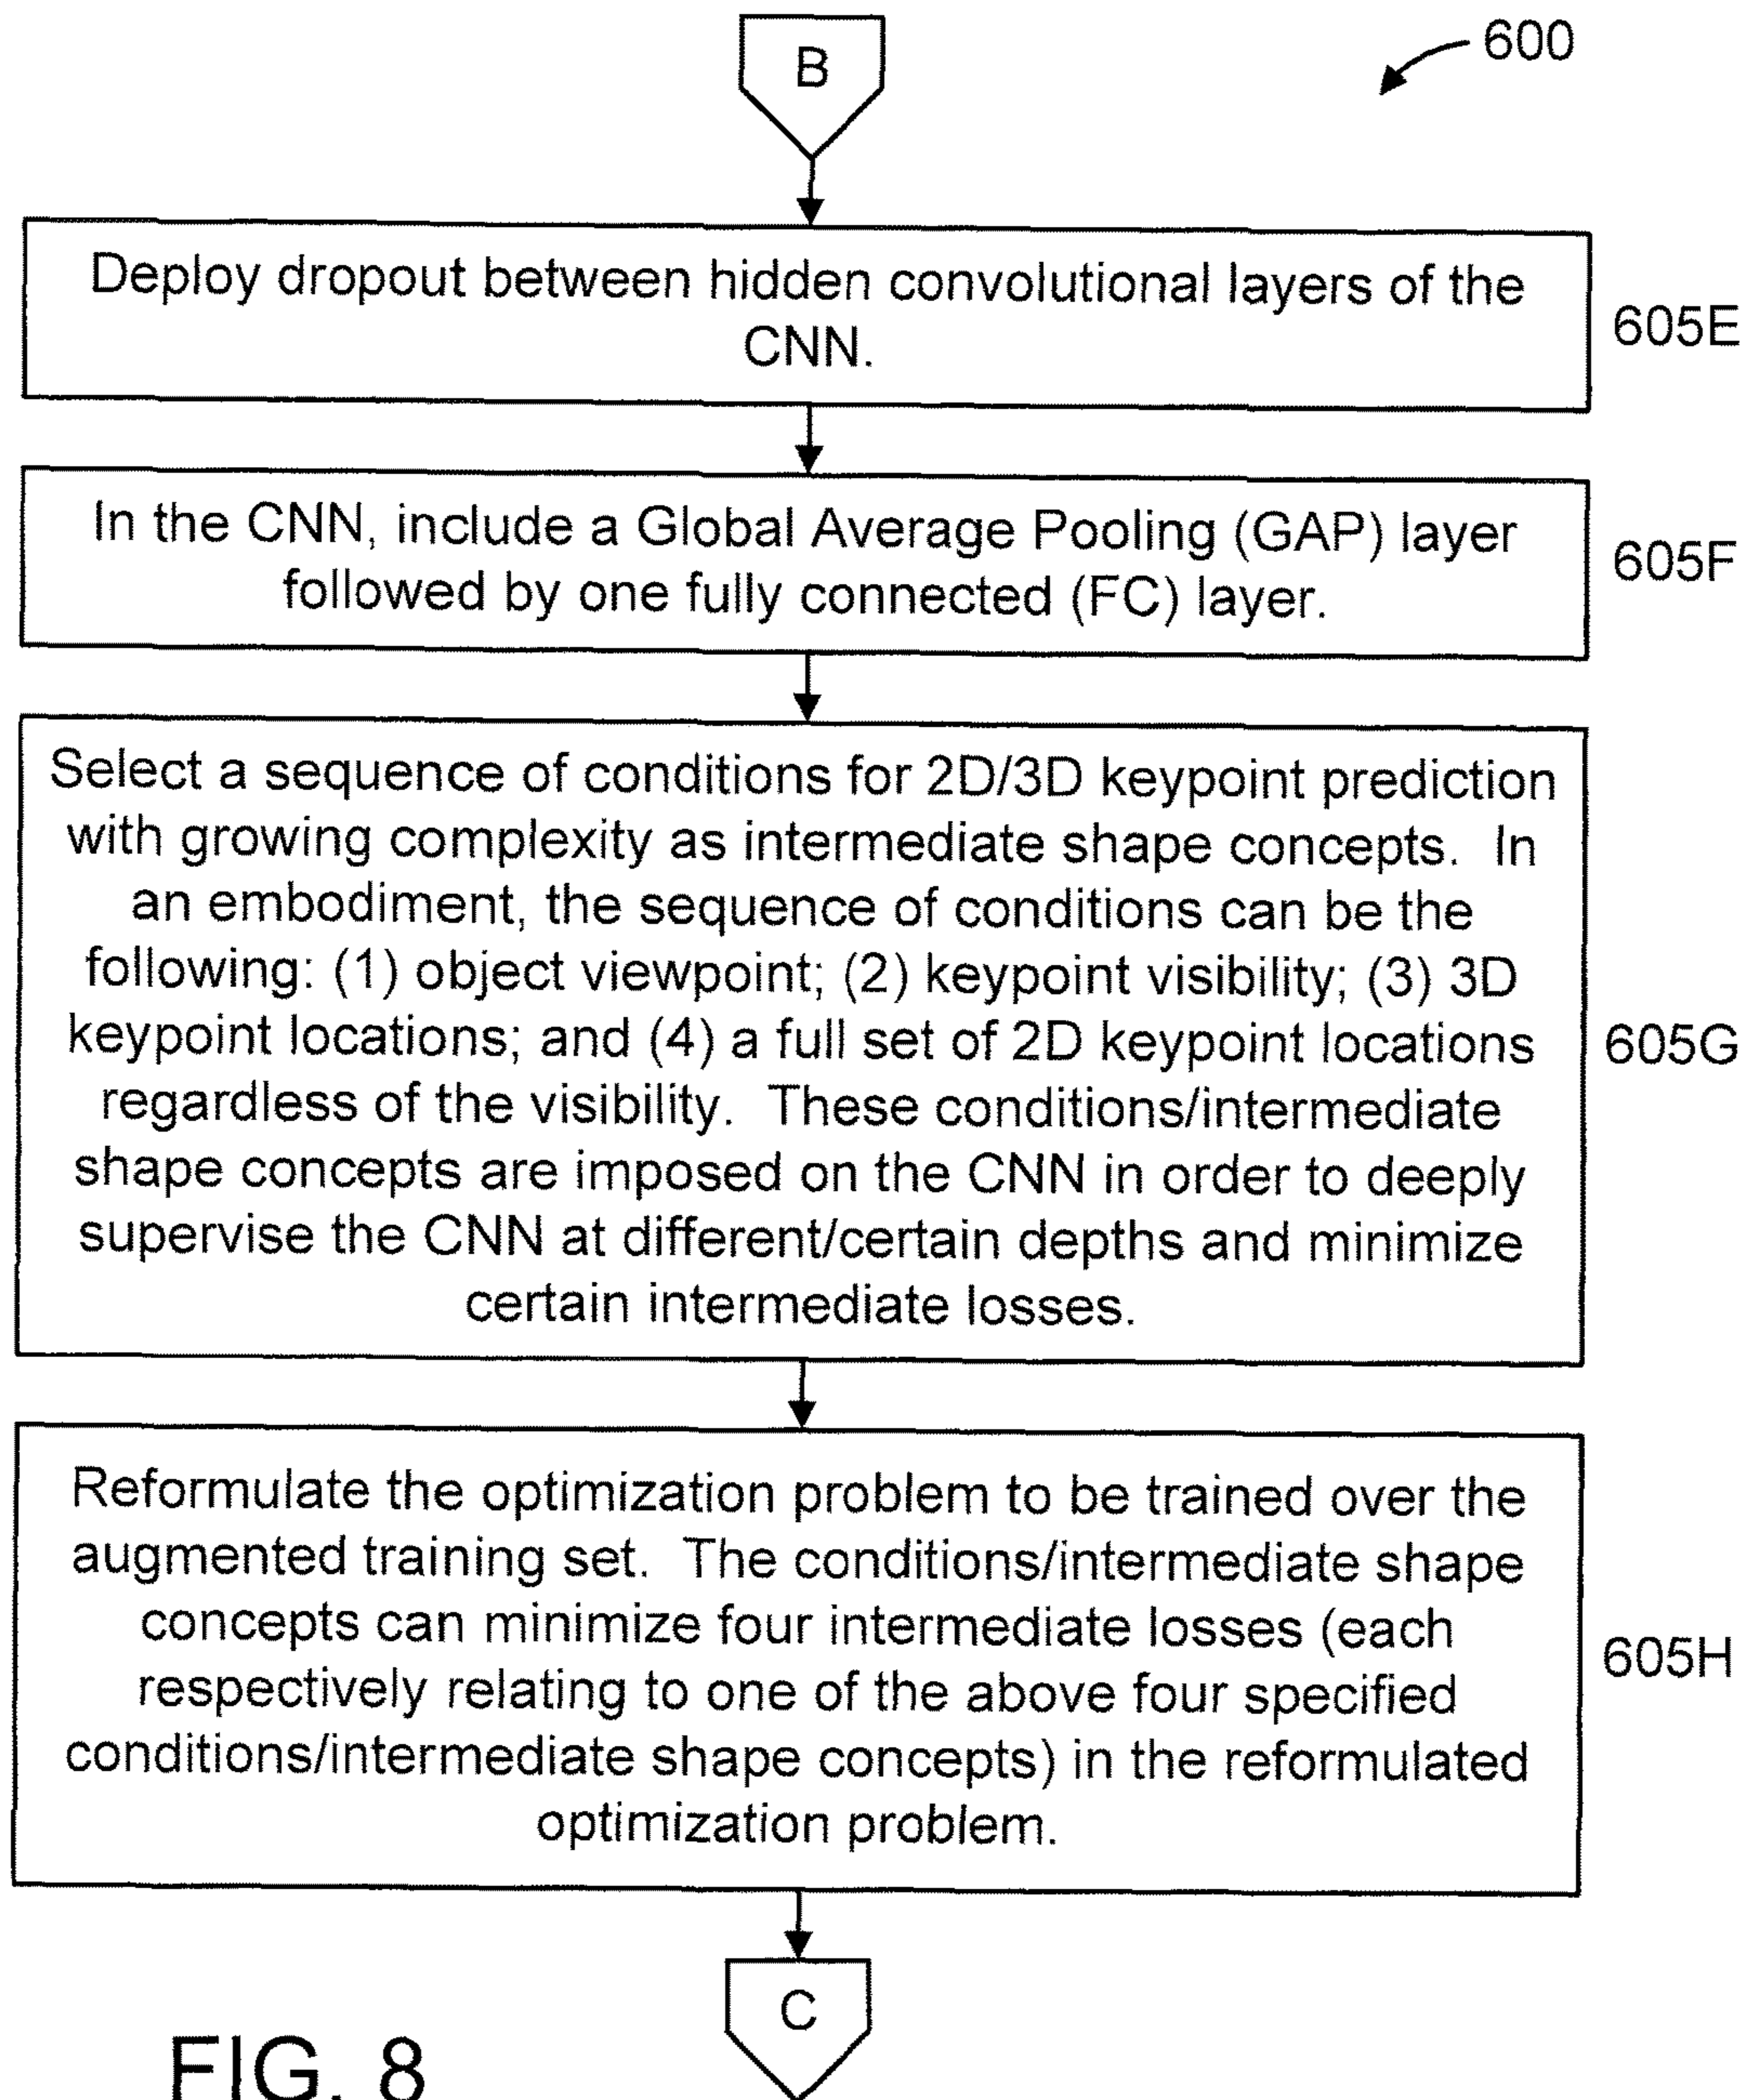 B
600
Deploy dropout between hidden convolutional layers of the
CNN.
605E
In the CNN, include a Global Average Pooling (GAP) layer
followed by one fully connected (FC) layer.
605F
Select a sequence of conditions for 2D/3D keypoint prediction
with growing complexity as intermediate shape concepts.  In
an embodiment, the sequence of conditions can be the
following: (1) object viewpoint; (2) keypoint visibility; (3) 3D
keypoint locations; and (4) a full set of 2D keypoint locations
regardless of the visibility.  These conditions/intermediate
shape concepts are imposed on the CNN in order to deeply
supervise the CNN at different/certain depths and minimize
certain intermediate losses.
605G
Reformulate the optimization problem to be trained over the
augmented training set.  The conditions/intermediate shape
concepts can minimize four intermediate losses (each
respectively relating to one of the above four specified
conditions/intermediate shape concepts) in the reformulated
optimization problem.
605H
C
FIG. 8